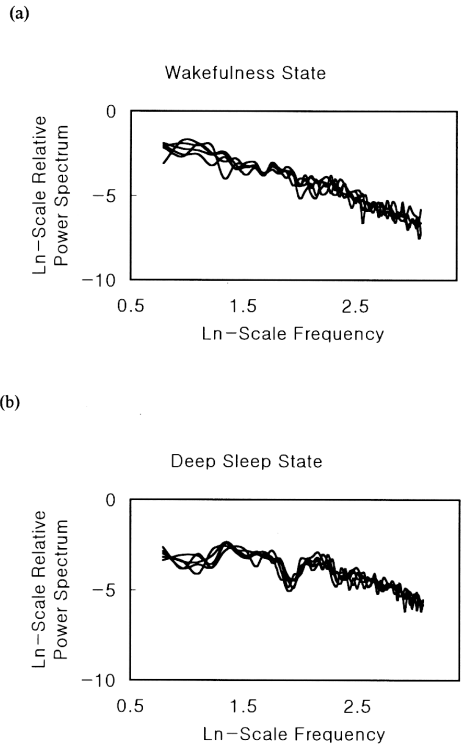 (a)
Wakefulness State
Ln-Scale Relative
Power Spectrum
0
-5
-10
0.5 1.5 2.5
Ln-Scale Frequency
(b)
Deep Sleep State
Ln-Scale Relative
Power Spectrum
0
-5
-10
0.5 1.5 2.5
Ln-Scale Frequency